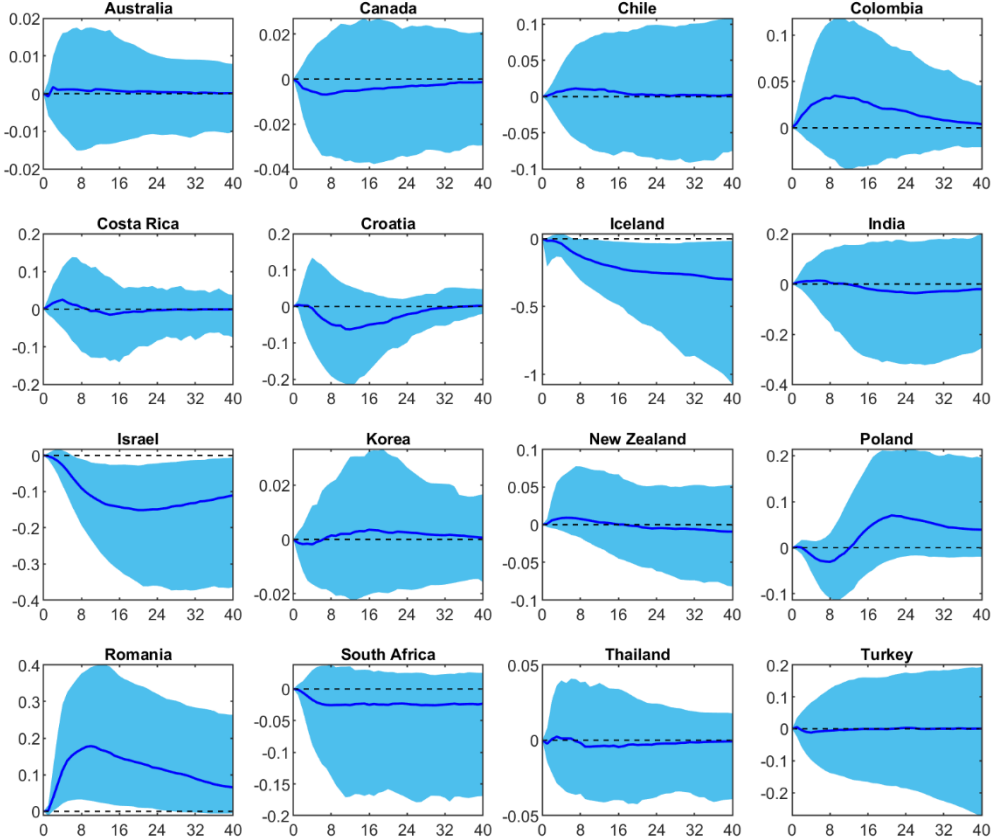 Australia
0.02
0.01
0
-0.01
-0.02
0 8 16 24 32 40
Canada
0.02
0
-0.02
-0.04
0 8 16 24 32 40
Chile
0.1
0.05
0
-0.05
-0.1
0 8 16 24 32 40
Colombia
0.1
0.05
0
0 8 16 24 32 40
Costa Rica
0.2
0.1
0
-0.1
-0.2
0 8 16 24 32 40
Croatia
0.2
0.1
0
-0.1
-0.2
0 8 16 24 32 40
Iceland
0
-0.5
-1
0 8 16 24 32 40
India
0.2
0
-0.2
-0.4
0 8 16 24 32 40
Israel
0
-0.1
-0.2
-0.3
-0.4
0 8 16 24 32 40
Korea
0.02
0
-0.02
0 8 16 24 32 40
New Zealand
0.1
0.05
0
-0.05
-0.1
0 8 16 24 32 40
Poland
0.2
0.1
0
-0.1
0 8 16 24 32 40
Romania
0.4
0.3
0.2
0.1
0
0 8 16 24 32 40
South Africa
0
-0.05
-0.1
-0.15
-0.2
0 8 16 24 32 40
Thailand
0.05
0
-0.05
0 8 16 24 32 40
Turkey
0.2
0.1
0
-0.1
-0.2
0 8 16 24 32 40